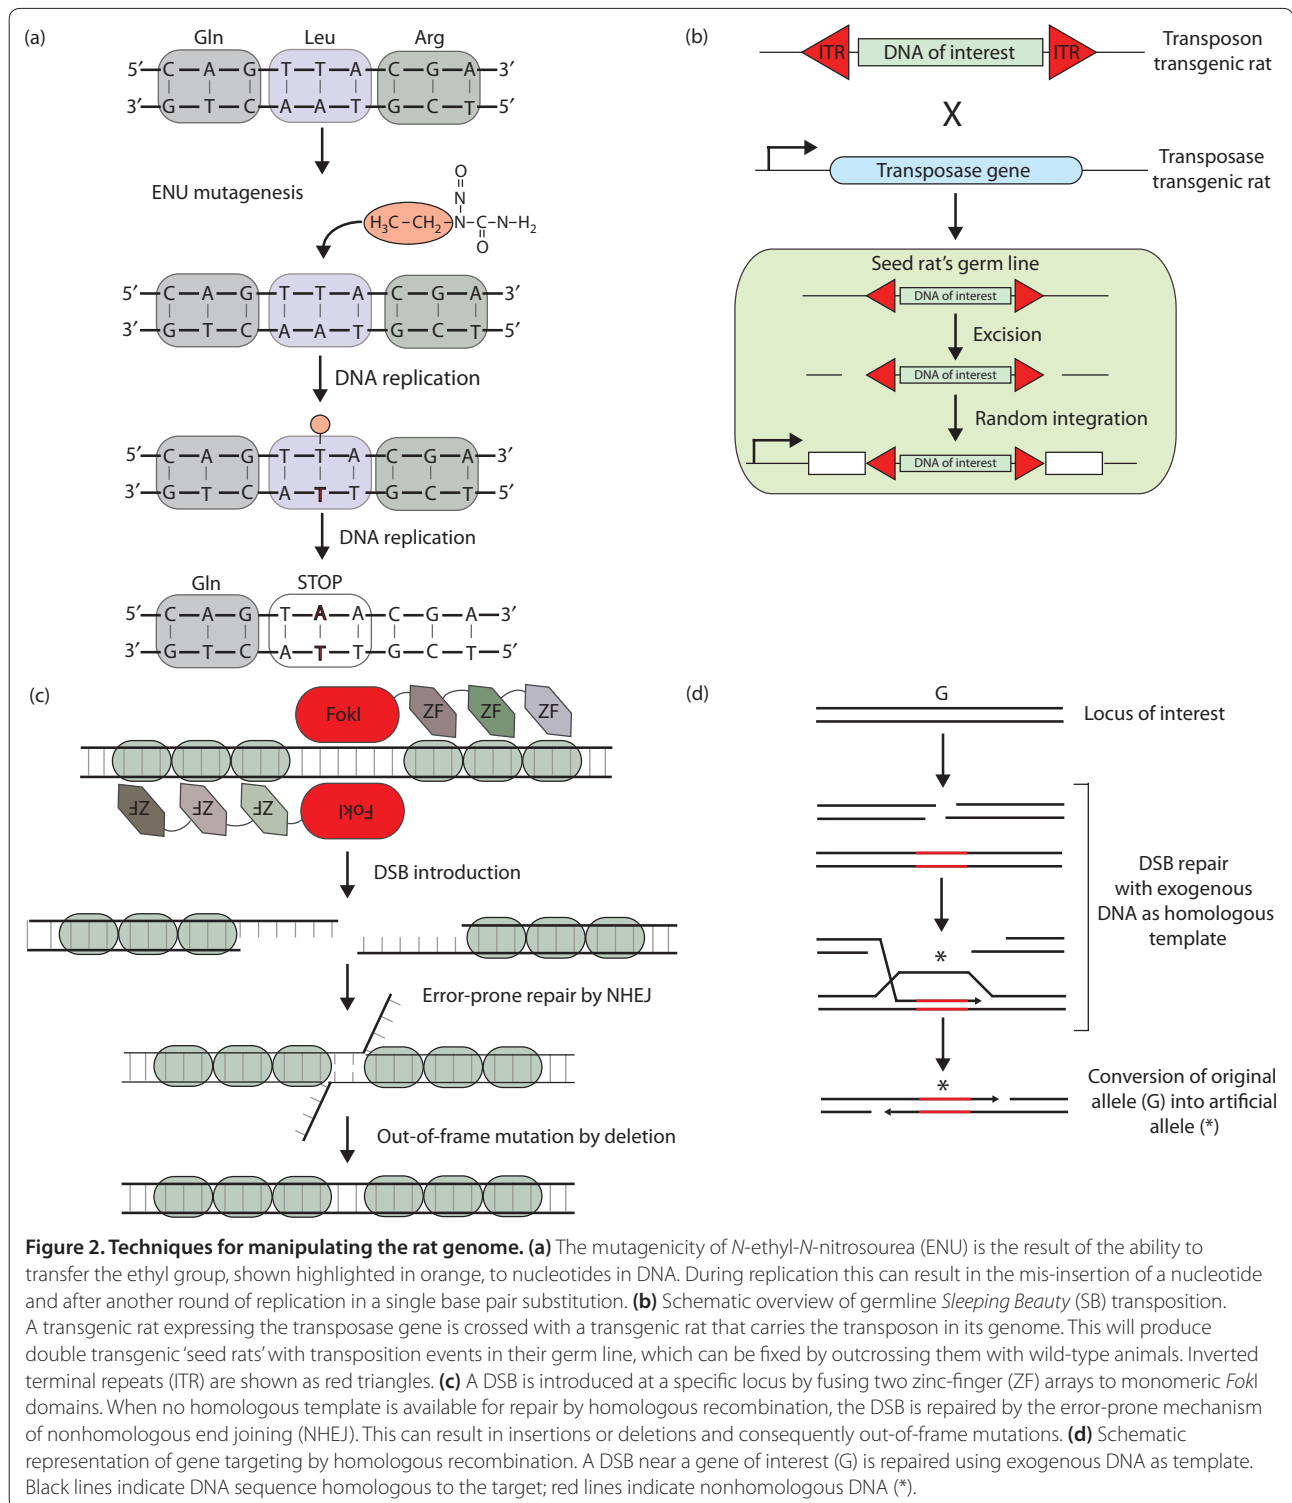 (a)
Gln Leu Arg
5′ C A G T T A C G A 3′
3′ G T C A A T G C T 5′
ENU mutagenesis
O
N
H3C–CH2–N–C–N–H2
O
5′ C A G T T A C G A 3′
3′ G T C A A T G C T 5′
DNA replication
5′ C A G T T A C G A 3′
3′ G T C A T T G C T 5′
DNA replication
Gln STOP
5′ C A G T A A C G A 3′
3′ G T C A T T G C T 5′
(b)
ITR DNA of interest ITR
Transposon
transgenic rat
X
Transposase gene
Transposase
transgenic rat
Seed rat's germ line
DNA of interest
Excision
DNA of interest
Random integration
DNA of interest
(c)
FokI ZF ZF ZF
ZF ZF ZF FokI
DSB introduction
Error-prone repair by NHEJ
Out-of-frame mutation by deletion
(d)
G
Locus of interest
DSB repair
with exogenous
DNA as homologous
template
*
*
Conversion of original
allele (G) into artificial
allele (*)
Figure 2. Techniques for manipulating the rat genome. (a) The mutagenicity of N-ethyl-N-nitrosourea (ENU) is the result of the ability to
transfer the ethyl group, shown highlighted in orange, to nucleotides in DNA. During replication this can result in the mis-insertion of a nucleotide
and after another round of replication in a single base pair substitution. (b) Schematic overview of germline Sleeping Beauty (SB) transposition.
A transgenic rat expressing the transposase gene is crossed with a transgenic rat that carries the transposon in its genome. This will produce
double transgenic 'seed rats' with transposition events in their germ line, which can be fixed by outcrossing them with wild-type animals. Inverted
terminal repeats (ITR) are shown as red triangles. (c) A DSB is introduced at a specific locus by fusing two zinc-finger (ZF) arrays to monomeric FokI
domains. When no homologous template is available for repair by homologous recombination, the DSB is repaired by the error-prone mechanism
of nonhomologous end joining (NHEJ). This can result in insertions or deletions and consequently out-of-frame mutations. (d) Schematic
representation of gene targeting by homologous recombination. A DSB near a gene of interest (G) is repaired using exogenous DNA as template.
Black lines indicate DNA sequence homologous to the target; red lines indicate nonhomologous DNA (*).